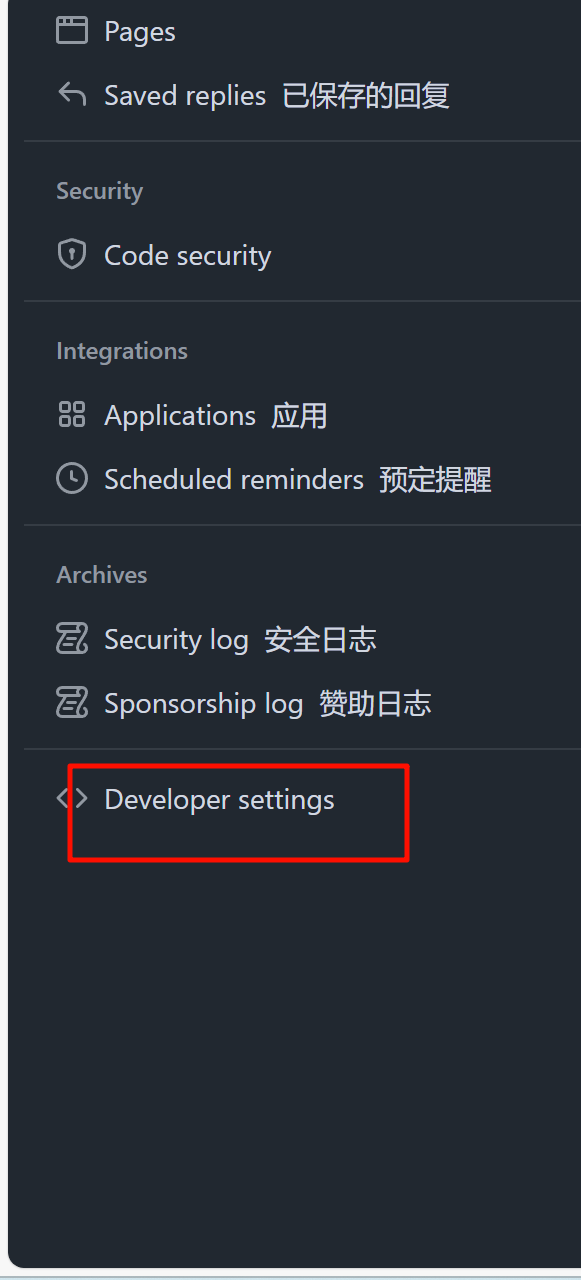 Pages
Saved replies 已保存的回复
Security
Code security
Integrations
Applications 应用
Scheduled reminders 预定提醒
Archives
Security log 安全日志
Sponsorship log 赞助日志
Developer settings